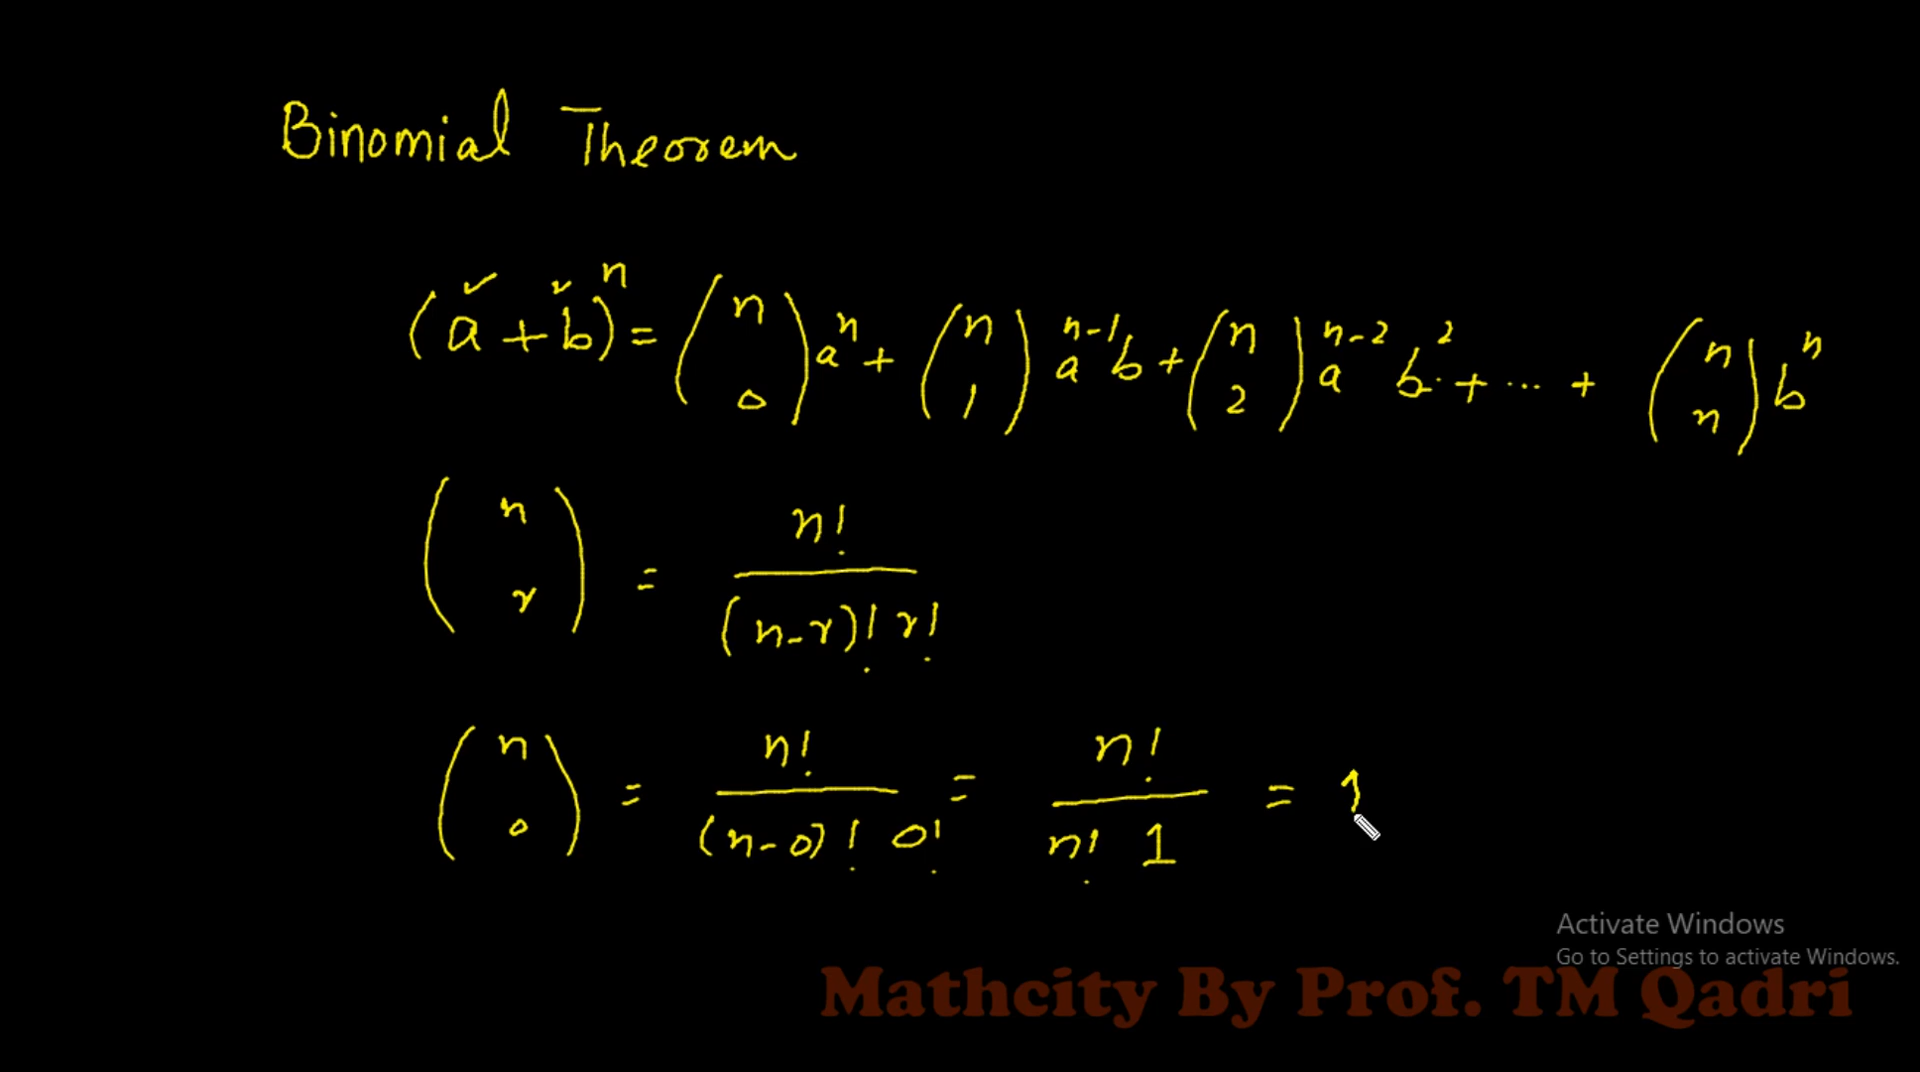 Binomial Theorem
(a + b)^n = (n 0) a^n + (n 1) a^{n-1} b + (n 2) a^{n-2} b^2 + ... + (n n) b^n
(n r) = n! / (n-r)! r!
(n 0) = n! / (n-0)! 0! = n! / n! 1 = 1
Activate Windows
Go to Settings to activate Windows.
Mathcity By Prof. TM Qadri